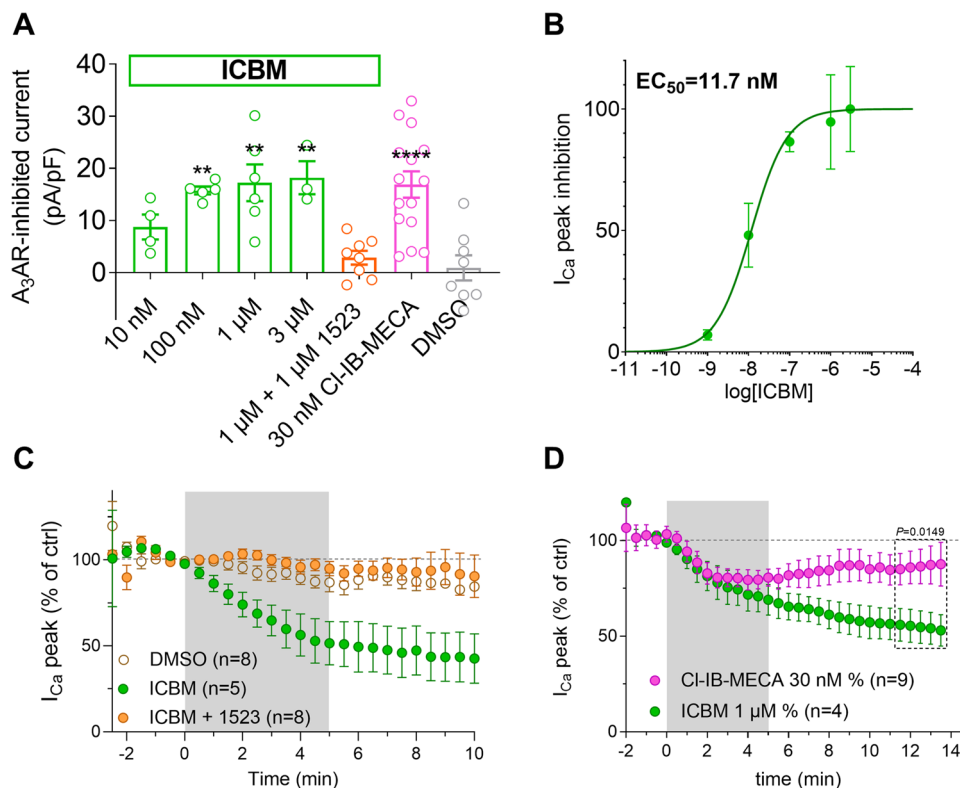 A
ICBM
A₃AR-inhibited current
(pA/pF)
40
30
20
10
0
**
**
**
****
10 nM
100 nM
1 µM
3 µM
1 µM + 1 µM 1523
30 nM Cl-IB-MECA
DMSO
B
EC₅₀=11.7 nM
I_Ca peak inhibition
100
50
0
-11 -10 -9 -8 -7 -6 -5 -4
log[ICBM]
C
I_Ca peak (% of ctrl)
100
50
0
DMSO (n=8)
ICBM (n=5)
ICBM + 1523 (n=8)
-2 0 2 4 6 8 10
Time (min)
D
I_Ca peak (% of ctrl)
100
50
0
P=0.0149
Cl-IB-MECA 30 nM % (n=9)
ICBM 1 µM % (n=4)
-2 0 2 4 6 8 10 12 14
time (min)